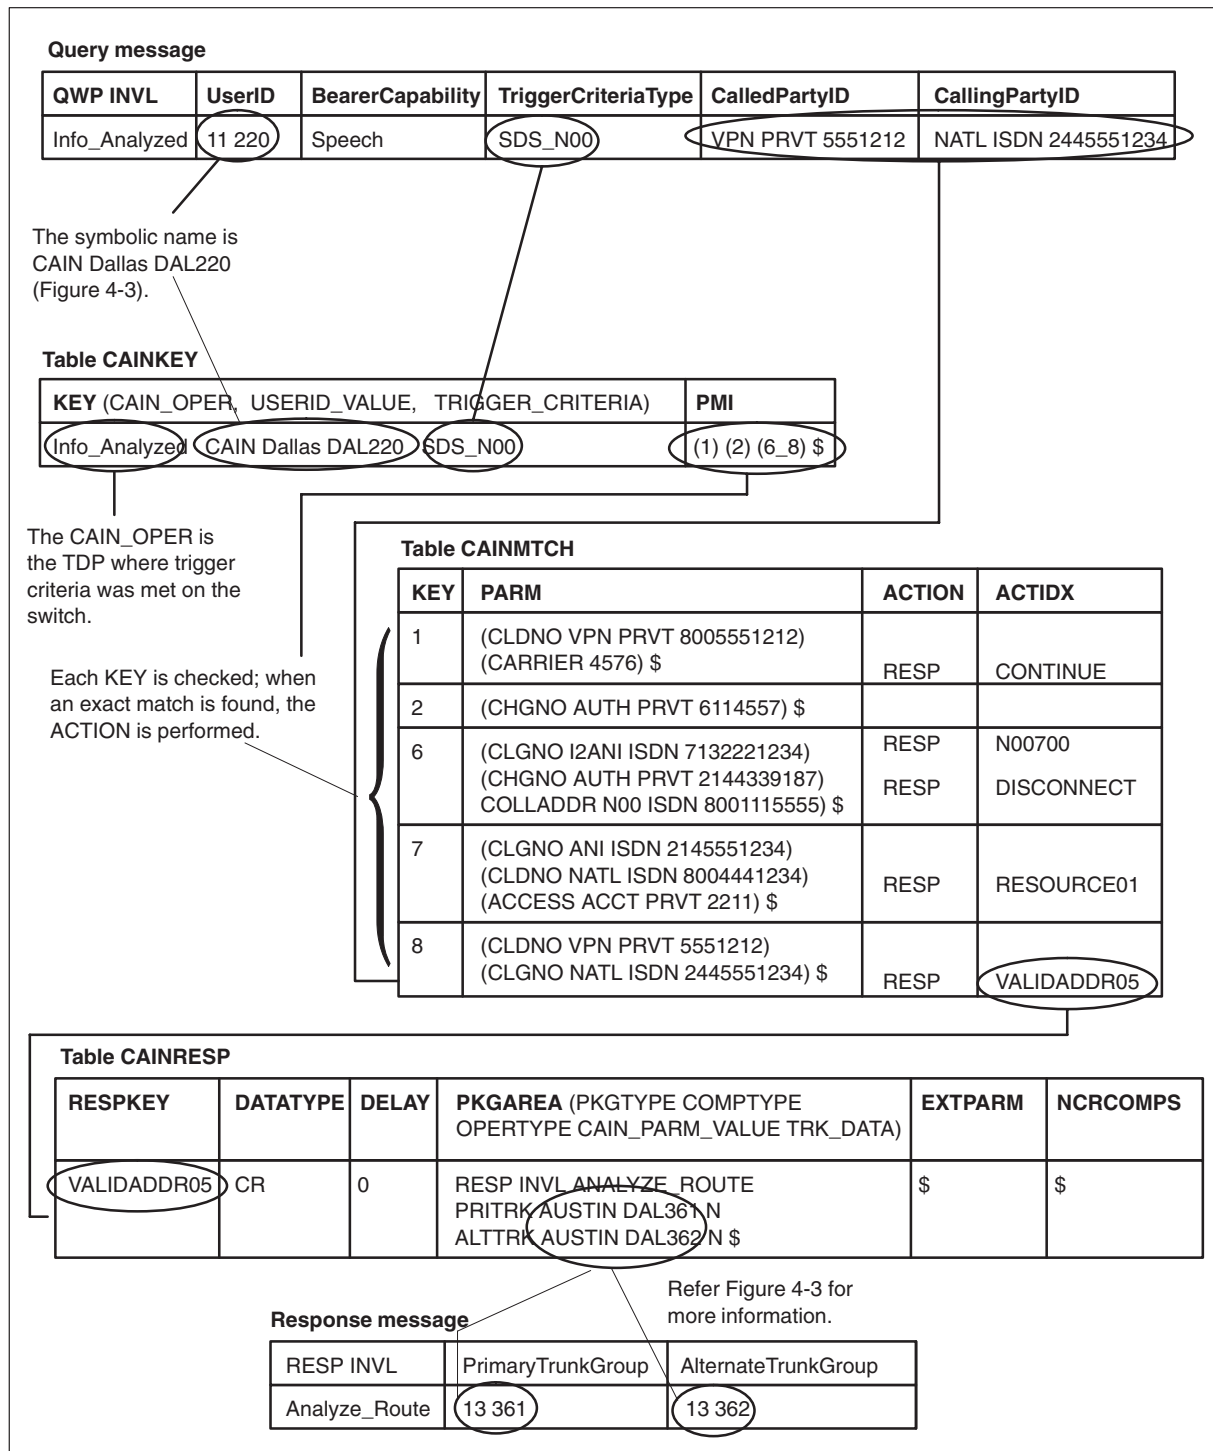 Query message
QWP INVL UserID BearerCapability TriggerCriteriaType CalledPartyID CallingPartyID
Info_Analyzed 11 220 Speech SDS_N00 VPN PRVT 5551212 NATL ISDN 2445551234
The symbolic name is
CAIN Dallas DAL220
(Figure 4-3).
Table CAINKEY
KEY (CAIN_OPER, USERID_VALUE, TRIGGER_CRITERIA) PMI
Info_Analyzed CAIN Dallas DAL220 SDS_N00 (1) (2) (6_8) $
The CAIN_OPER is
the TDP where trigger
criteria was met on the
switch.
Each KEY is checked; when
an exact match is found, the
ACTION is performed.
Table CAINMTCH
KEY PARM ACTION ACTIDX
1 (CLDNO VPN PRVT 8005551212)
(CARRIER 4576) $ RESP CONTINUE
2 (CHGNO AUTH PRVT 6114557) $
6 (CLGNO I2ANI ISDN 7132221234) RESP N00700
(CHGNO AUTH PRVT 2144339187) RESP DISCONNECT
COLLADDR N00 ISDN 8001115555) $
7 (CLGNO ANI ISDN 2145551234)
(CLDNO NATL ISDN 8004441234) RESP RESOURCE01
(ACCESS ACCT PRVT 2211) $
8 (CLDNO VPN PRVT 5551212)
(CLGNO NATL ISDN 2445551234) $ RESP VALIDADDR05
Table CAINRESP
RESPKEY DATATYPE DELAY PKGAREA (PKGTYPE COMPTYPE EXTPARM NCRCOMPS
OPERTYPE CAIN_PARM_VALUE TRK_DATA)
VALIDADDR05 CR 0 RESP INVL ANALYZE_ROUTE $ $
PRITRK AUSTIN DAL361 N
ALTTRK AUSTIN DAL362 N $
Refer Figure 4-3 for
more information.
Response message
RESP INVL PrimaryTrunkGroup AlternateTrunkGroup
Analyze_Route 13 361 13 362